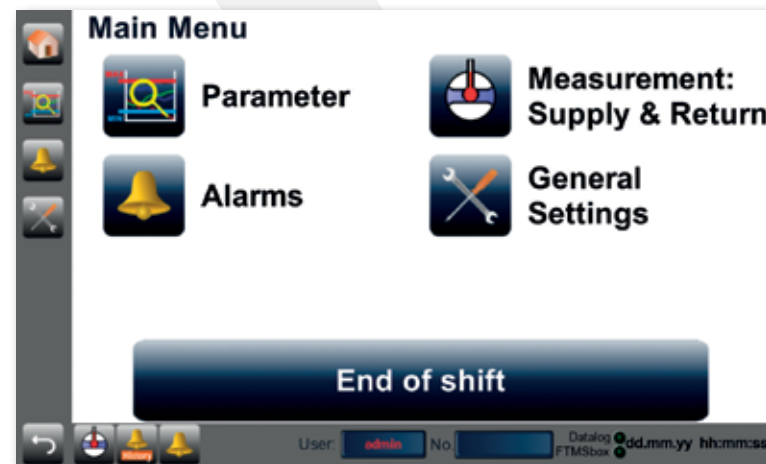 Main Menu
Parameter
Measurement:
Supply & Return
Alarms
General
Settings
End of shift
History
User: admin No.
Datalog
FTMSbox
dd.mm.yy hh:mm:ss